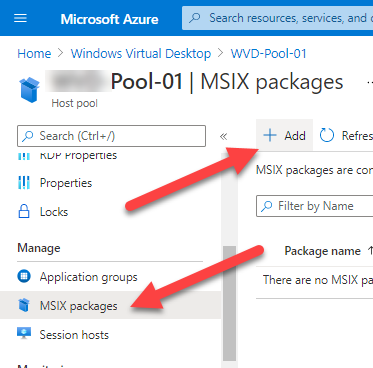 Microsoft Azure
Search resources, services, and
Home > Windows Virtual Desktop > WVD-Pool-01
Pool-01 | MSIX packages
Host pool
Search (Ctrl+/)
Add
Refres
RDP Properties
Properties
Locks
MSIX packages are con
Filter by Name
Manage
Application groups
MSIX packages
Session hosts
Package name
There are no MSIX pa